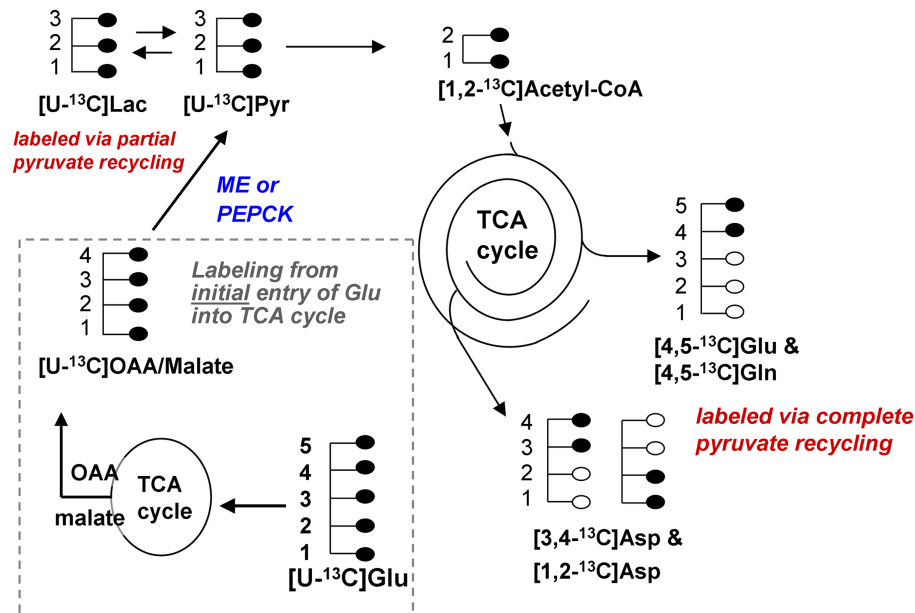 3
2
1
[U-¹³C]Lac
3
2
1
[U-¹³C]Pyr
2
1
[1,2-¹³C]Acetyl-CoA
labeled via partial
pyruvate recycling
ME or
PEPCK
TCA
cycle
5
4
3
2
1
[4,5-¹³C]Glu &
[4,5-¹³C]Gln
labeled via complete
pyruvate recycling
4
3
2
1
[3,4-¹³C]Asp &
[1,2-¹³C]Asp
4
3
2
1
[U-¹³C]OAA/Malate
Labeling from
initial entry of Glu
into TCA cycle
OAA
malate
TCA
cycle
5
4
3
2
1
[U-¹³C]Glu